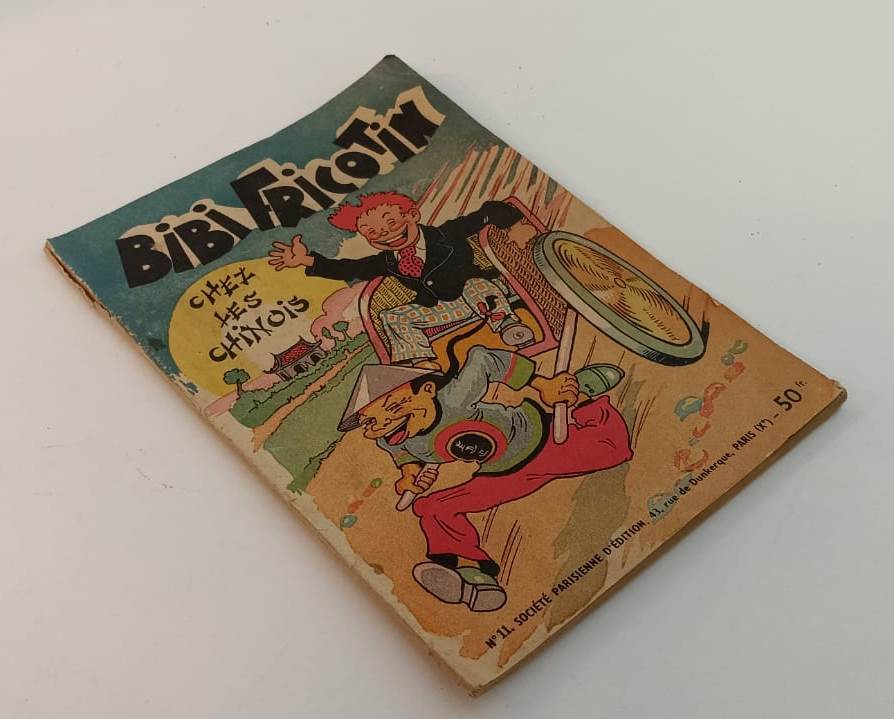 BiBi FRiCOTiN
CHEZ
LES
CHINOIS
N° 11. SOCIÉTÉ PARISIENNE D'ÉDITION, 43, rue de Dunkerque, PARIS (Xe) - 50 fr.